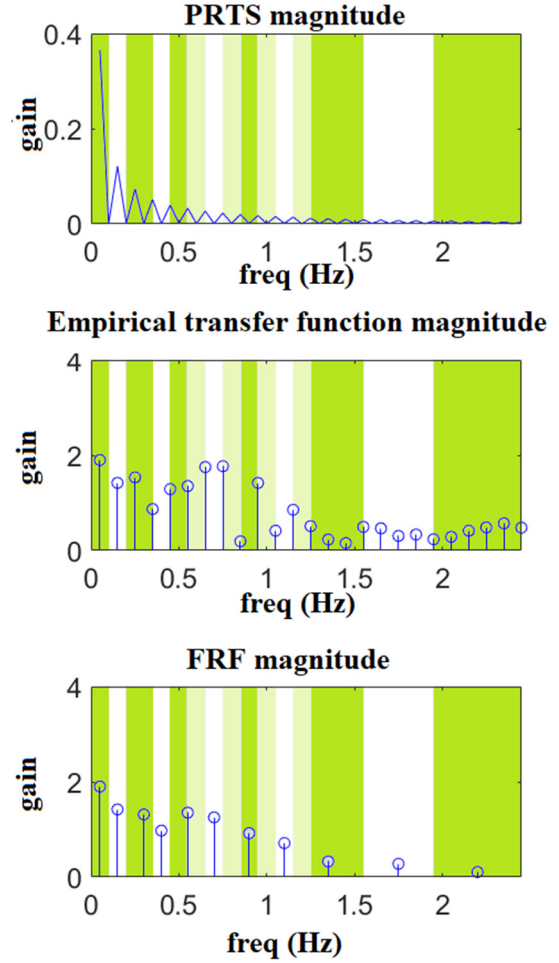 PRTS magnitude
0.4
0.2
0
gain
0 0.5 1 1.5 2
freq (Hz)
Empirical transfer function magnitude
4
2
0
gain
0 0.5 1 1.5 2
freq (Hz)
FRF magnitude
4
2
0
gain
0 0.5 1 1.5 2
freq (Hz)